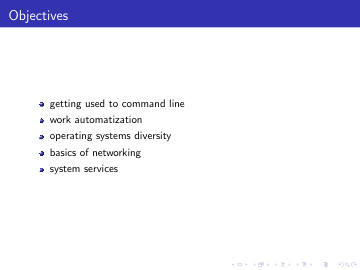 Objectives
getting used to command line
work automatization
operating systems diversity
basics of networking
system services